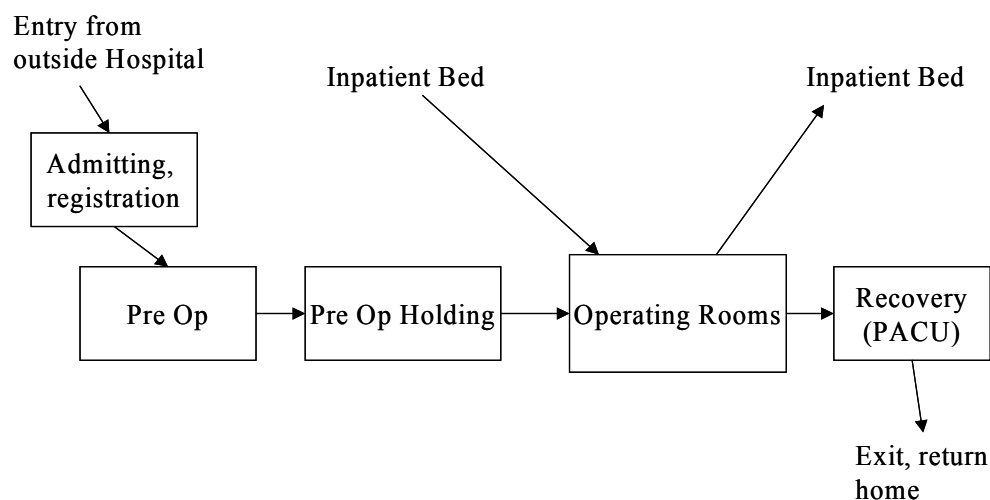 Entry from
outside Hospital
Inpatient Bed
Inpatient Bed
Admitting,
registration
Pre Op
Pre Op Holding
Operating Rooms
Recovery
(PACU)
Exit, return
home